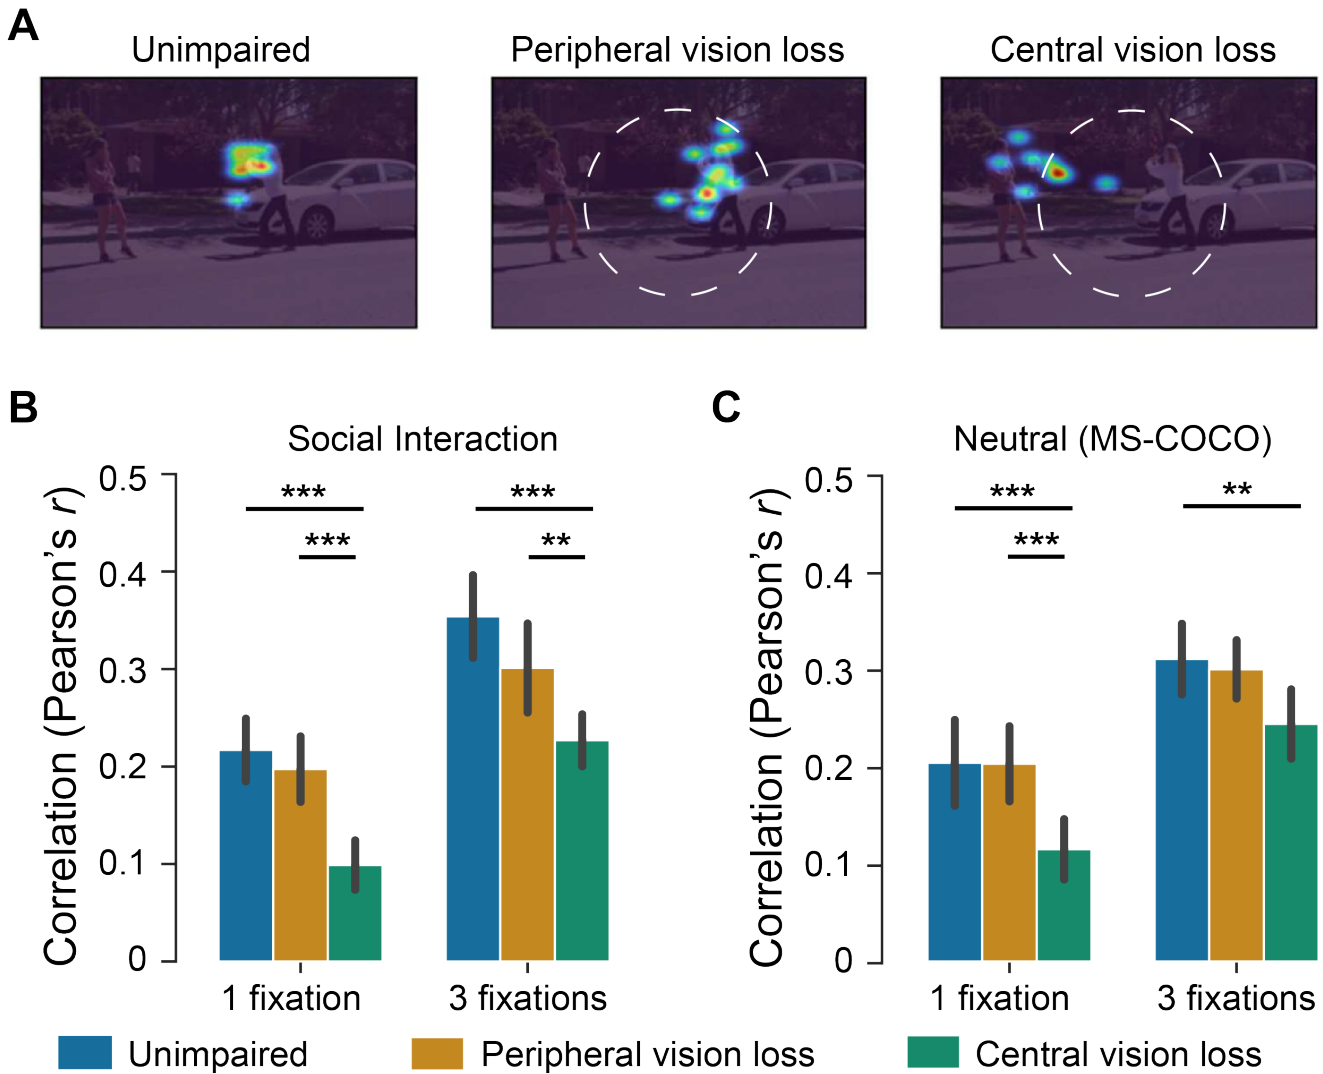 A
Unimpaired
Peripheral vision loss
Central vision loss
B
Social Interaction
Correlation (Pearson’s r)
0.5
0.4
0.3
0.2
0.1
0
***
***
***
**
1 fixation
3 fixations
C
Neutral (MS-COCO)
Correlation (Pearson’s r)
0.5
0.4
0.3
0.2
0.1
0
***
***
**
1 fixation
3 fixations
Unimpaired
Peripheral vision loss
Central vision loss